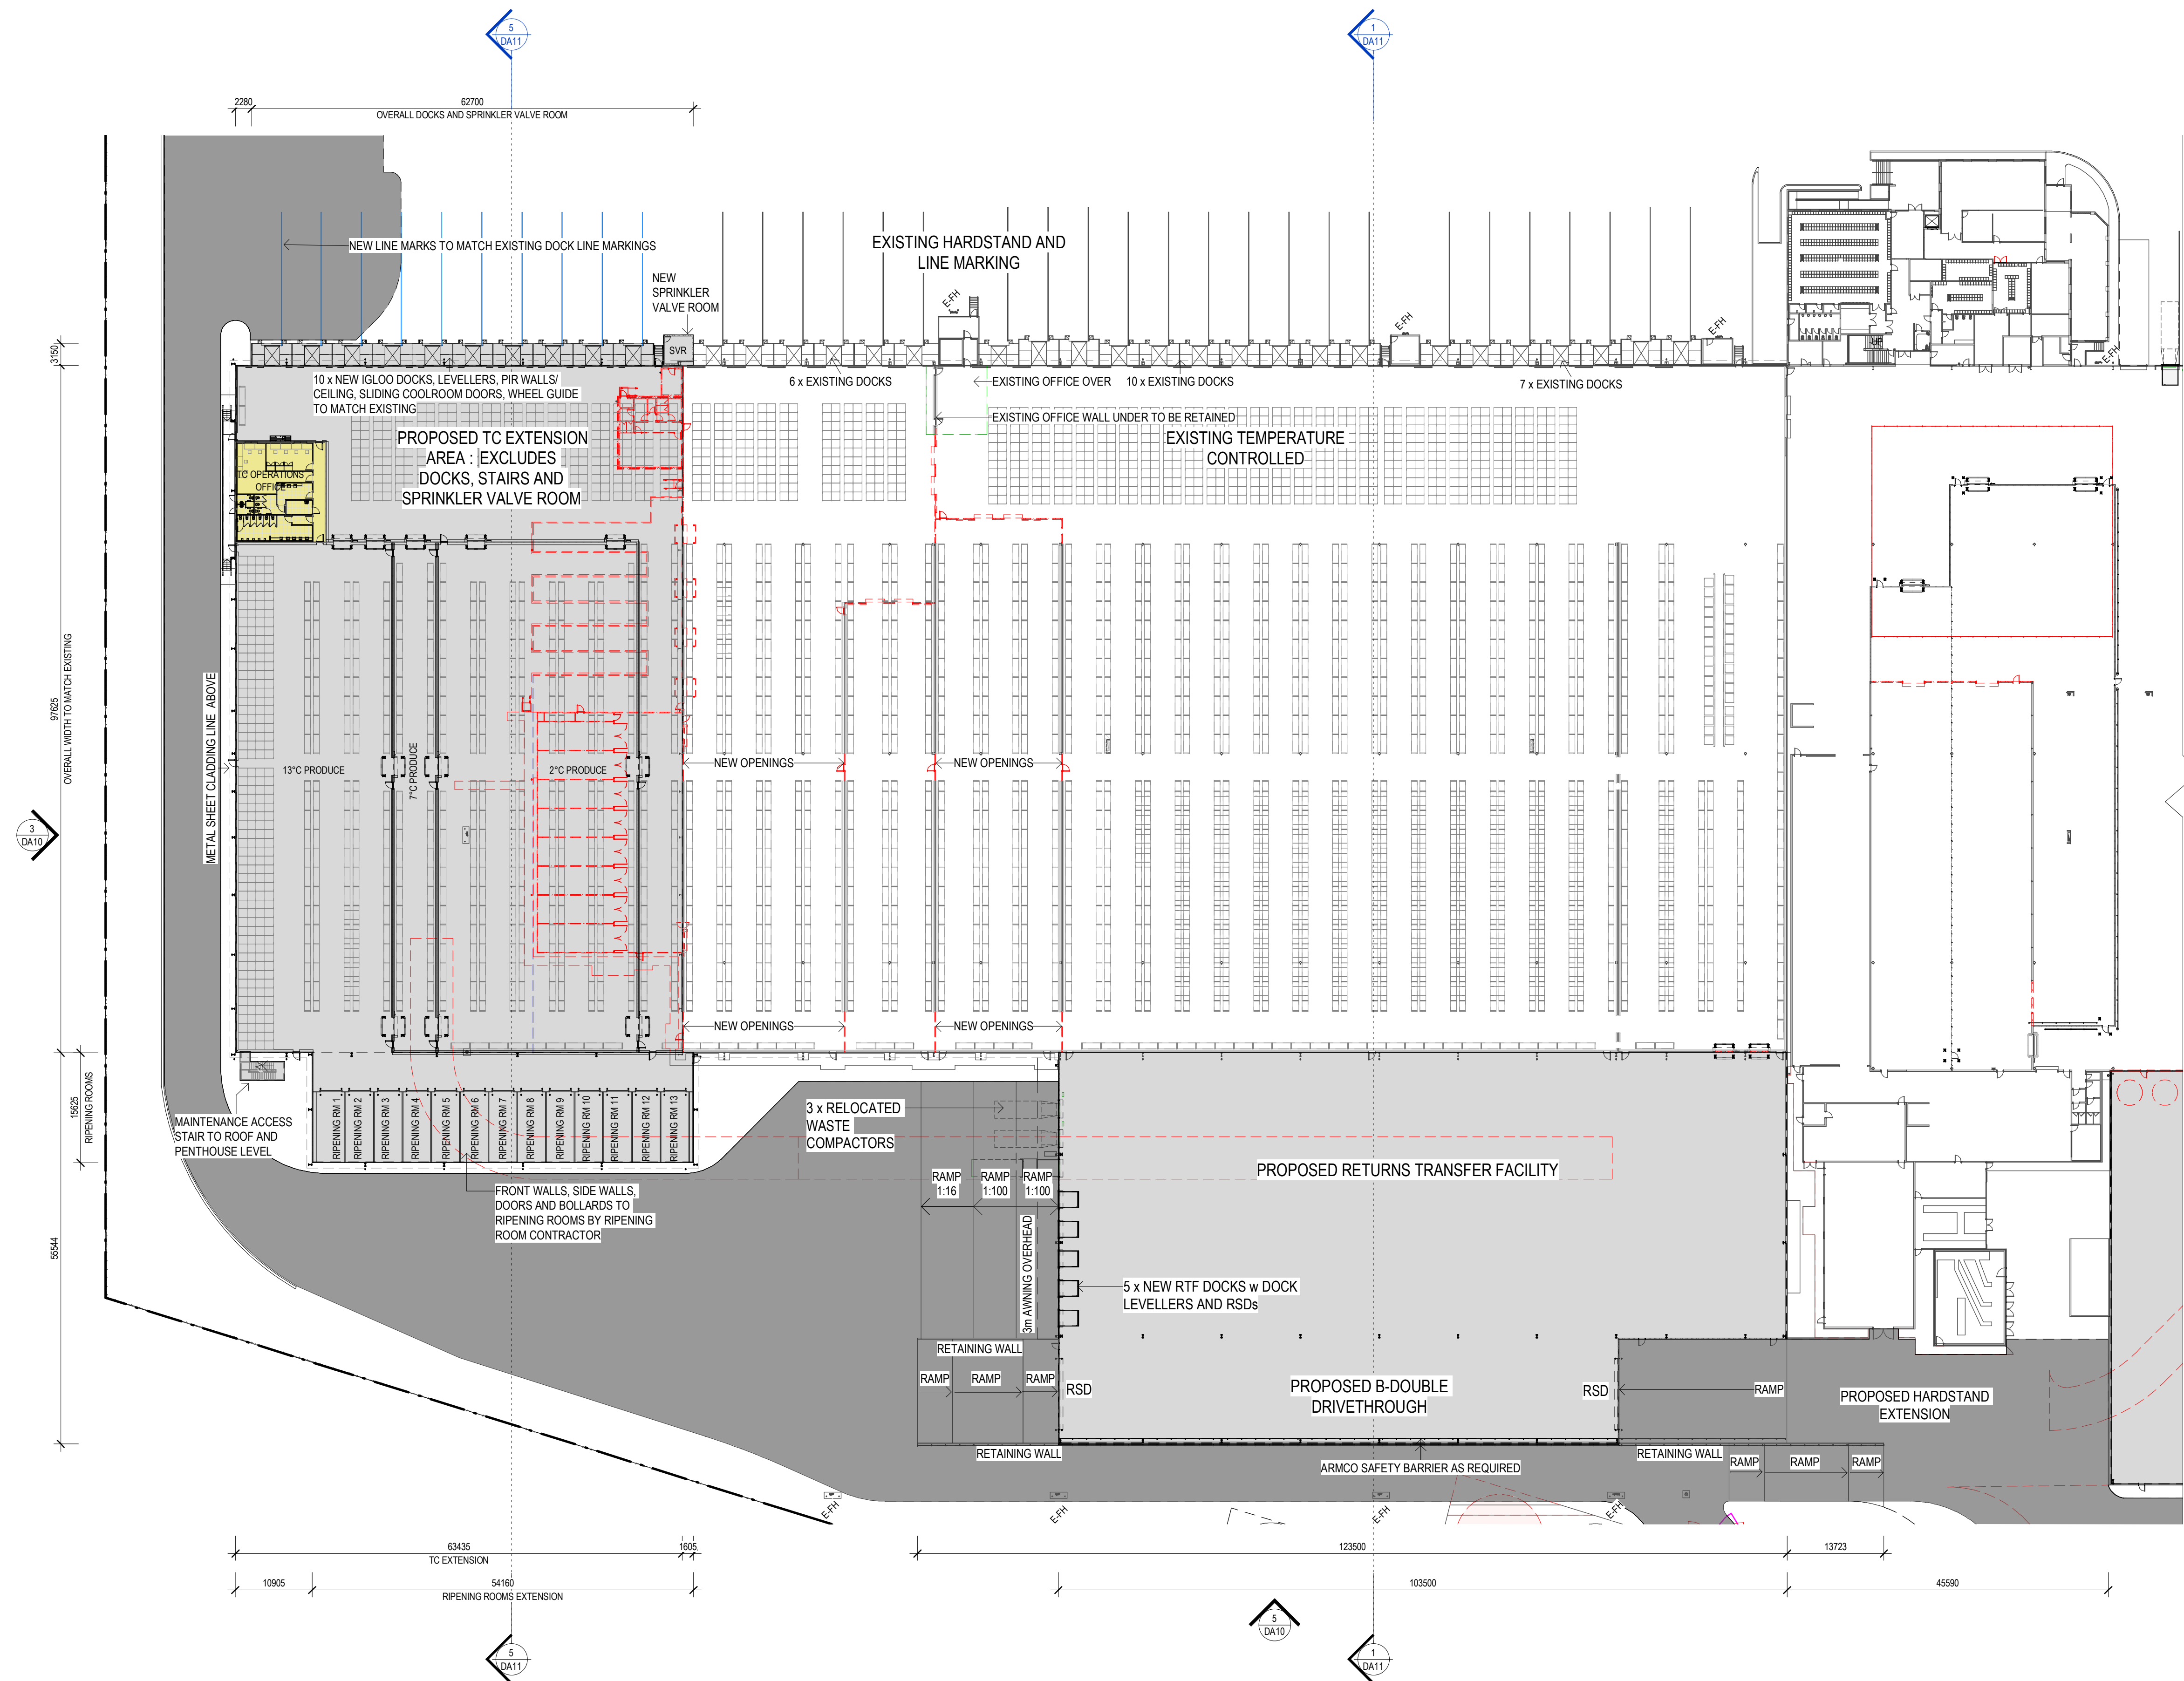 5
DA11
1
DA11
2280
62700
OVERALL DOCKS AND SPRINKLER VALVE ROOM
NEW LINE MARKS TO MATCH EXISTING DOCK LINE MARKINGS
EXISTING HARDSTAND AND
LINE MARKING
NEW
SPRINKLER
VALVE ROOM
E-FH
E-FH
E-FH
E-FH
UP
SVR
3150
10 x NEW IGLOO DOCKS, LEVELLERS, PIR WALLS/
CEILING, SLIDING COOLROOM DOORS, WHEEL GUIDE
TO MATCH EXISTING
6 x EXISTING DOCKS
EXISTING OFFICE OVER
10 x EXISTING DOCKS
7 x EXISTING DOCKS
EXISTING OFFICE WALL UNDER TO BE RETAINED
PROPOSED TC EXTENSION
AREA : EXCLUDES
DOCKS, STAIRS AND
SPRINKLER VALVE ROOM
EXISTING TEMPERATURE
CONTROLLED
TC OPERATIONS
OFFICE
97625
OVERALL WIDTH TO MATCH EXISTING
METAL SHEET CLADDING LINE ABOVE
13°C PRODUCE
7°C PRODUCE
2°C PRODUCE
NEW OPENINGS
NEW OPENINGS
3
DA10
NEW OPENINGS
NEW OPENINGS
15625
RIPENING ROOMS
MAINTENANCE ACCESS
STAIR TO ROOF AND
PENTHOUSE LEVEL
RIPENING RM 1
RIPENING RM 2
RIPENING RM 3
RIPENING RM 4
RIPENING RM 5
RIPENING RM 6
RIPENING RM 7
RIPENING RM 8
RIPENING RM 9
RIPENING RM 10
RIPENING RM 11
RIPENING RM 12
RIPENING RM 13
FRONT WALLS, SIDE WALLS,
DOORS AND BOLLARDS TO
RIPENING ROOMS BY RIPENING
ROOM CONTRACTOR
3 x RELOCATED
WASTE
COMPACTORS
RAMP
1:16
RAMP
1:100
RAMP
1:100
PROPOSED RETURNS TRANSFER FACILITY
3m AWNING OVERHEAD
55544
5 x NEW RTF DOCKS w DOCK
LEVELLERS AND RSDs
RETAINING WALL
RAMP
RAMP
RAMP
RSD
PROPOSED B-DOUBLE
DRIVETHROUGH
RSD
RAMP
PROPOSED HARDSTAND
EXTENSION
RETAINING WALL
ARMCO SAFETY BARRIER AS REQUIRED
RETAINING WALL
RAMP
RAMP
RAMP
E-FH
E-FH
E-FH
E-FH
63435
TC EXTENSION
1605
123500
13723
10905
54160
RIPENING ROOMS EXTENSION
103500
45590
5
DA10
5
DA11
1
DA11